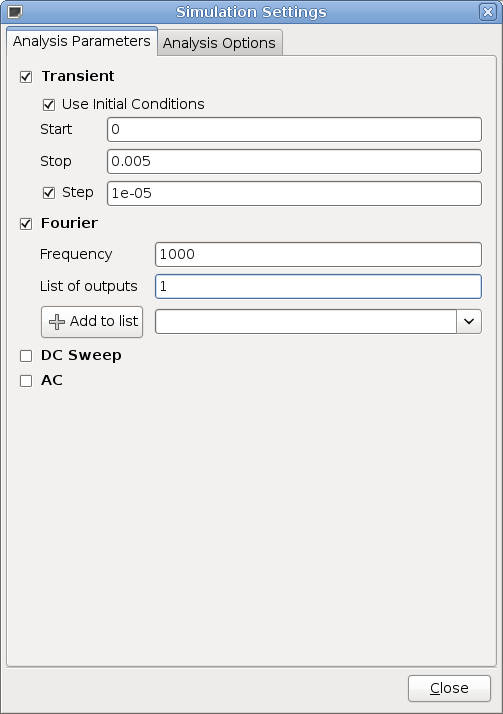 Simulation Settings
Analysis Parameters
Analysis Options
Transient
Use Initial Conditions
Start 0
Stop 0.005
Step 1e-05
Fourier
Frequency 1000
List of outputs 1
Add to list
DC Sweep
AC
Close